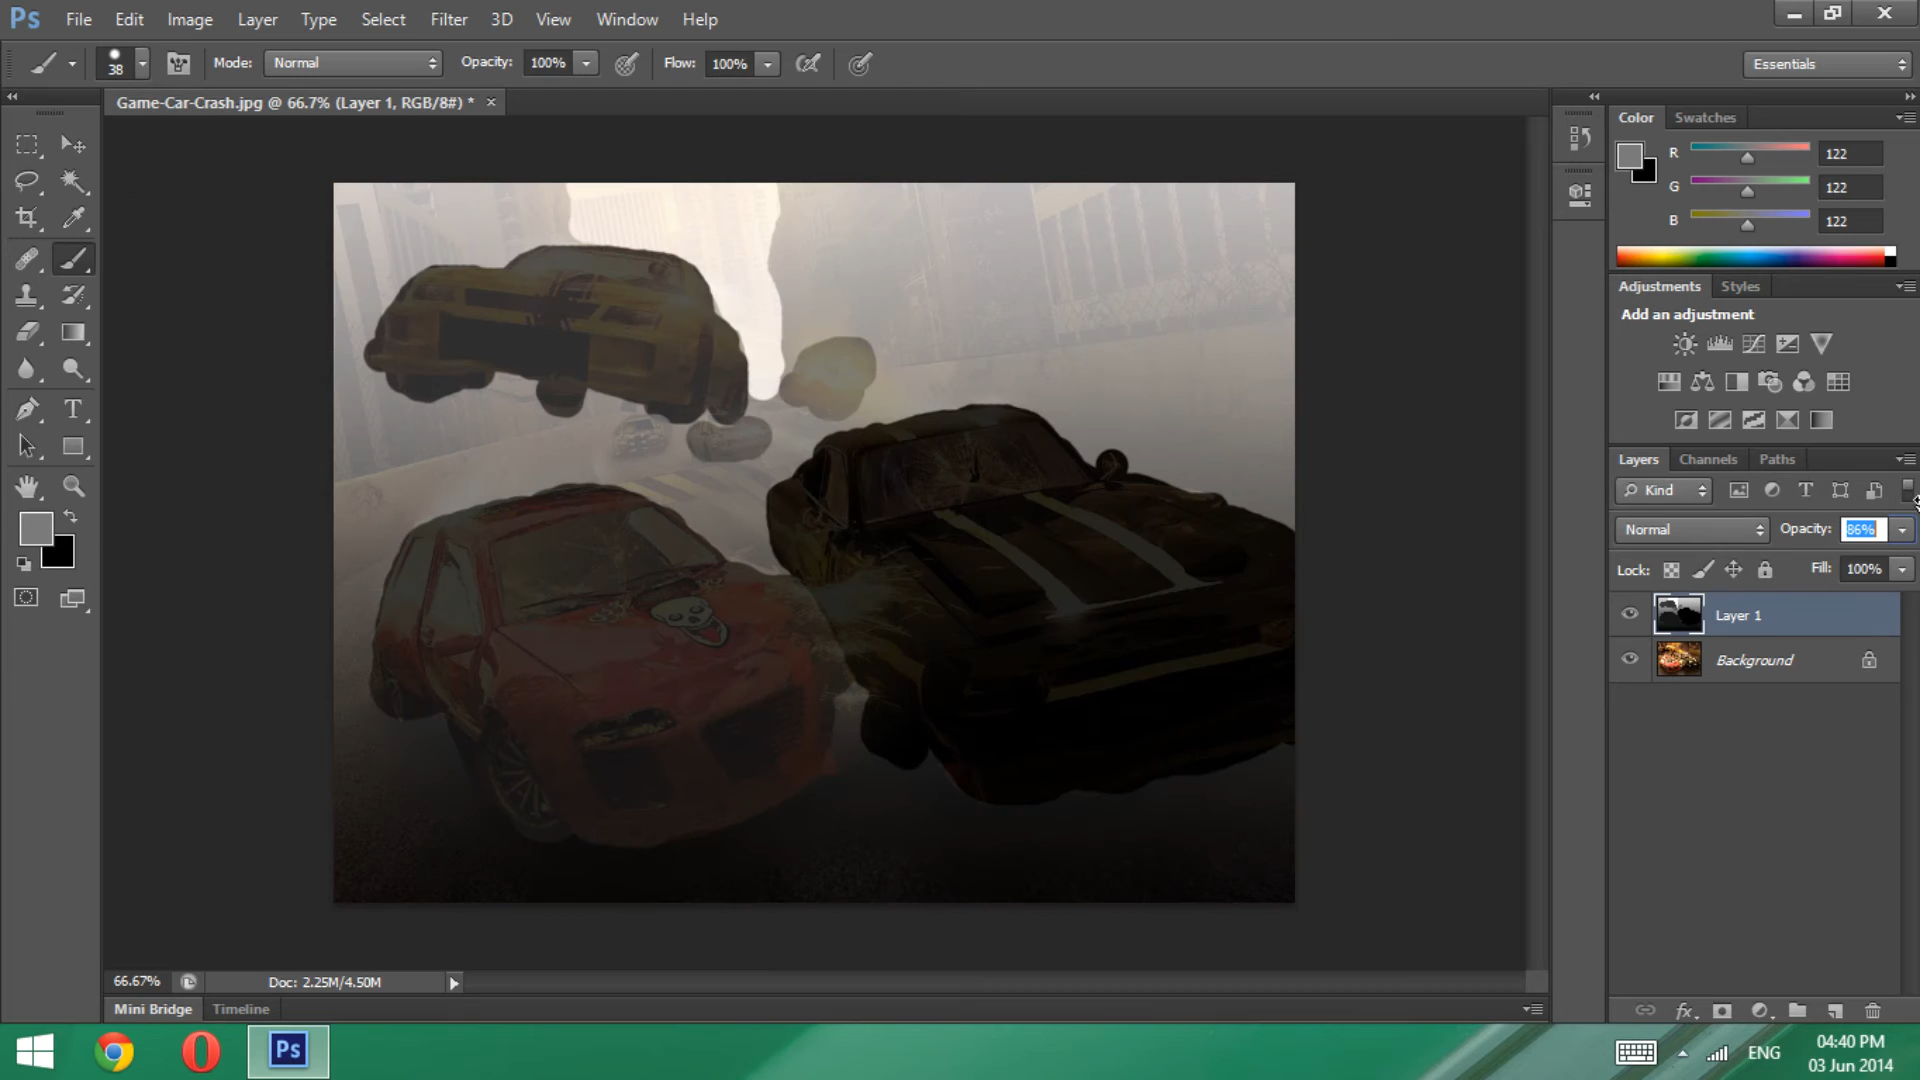 Ps File Edit Image Layer Type Select Filter 3D View Window Help
38 Mode: Normal Opacity: 100% Flow: 100% Essentials
Game-Car-Crash.jpg @ 66.7% (Layer 1, RGB/8#) * ×
Color Swatches
R 122
G 122
B 122
Adjustments Styles
Add an adjustment
Layers Channels Paths
Kind
Normal Opacity: 86%
Lock: Fill: 100%
Layer 1
Background
66.67% Doc: 2.25M/4.50M
Mini Bridge Timeline
fx
Ps
ENG
04:40 PM
03 Jun 2014